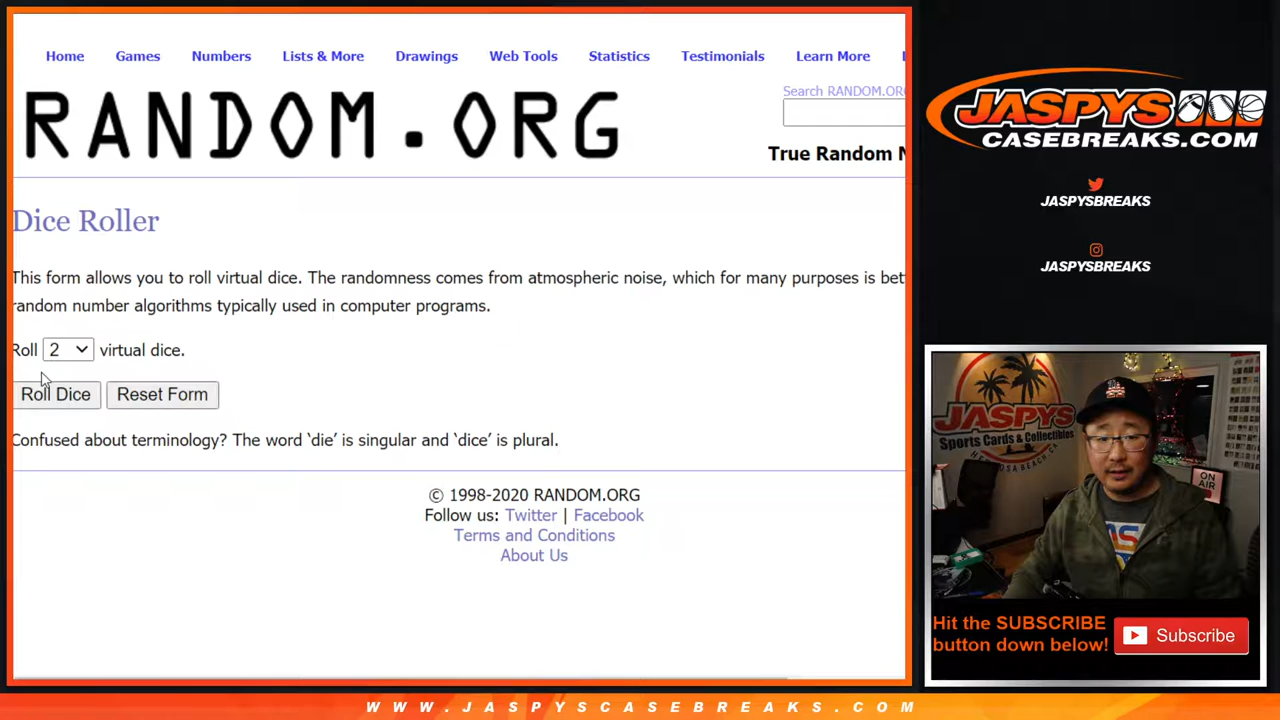 Home Games Numbers Lists & More Drawings Web Tools Statistics Testimonials Learn More
RANDOM.ORG
Search RANDOM.ORG
True Random N
Dice Roller
This form allows you to roll virtual dice. The randomness comes from atmospheric noise, which for many purposes is bet
random number algorithms typically used in computer programs.
Roll 2 virtual dice.
Roll Dice Reset Form
Confused about terminology? The word ‘die’ is singular and ‘dice’ is plural.
© 1998-2020 RANDOM.ORG
Follow us: Twitter | Facebook
Terms and Conditions
About Us
JASPYS
CASEBREAKS.COM
JASPYSBREAKS
JASPYSBREAKS
JASPYS
Sports Cards & Collectibles
ON AIR
Hit the SUBSCRIBE
button down below!
Subscribe
WWW.JASPYSCASEBREAKS.COM